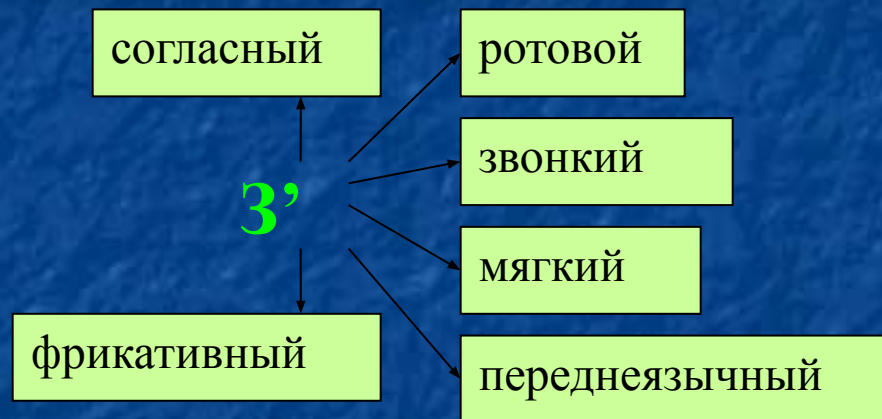 согласный
ротовой
звонкий
З’
мягкий
фрикативный
переднеязычный